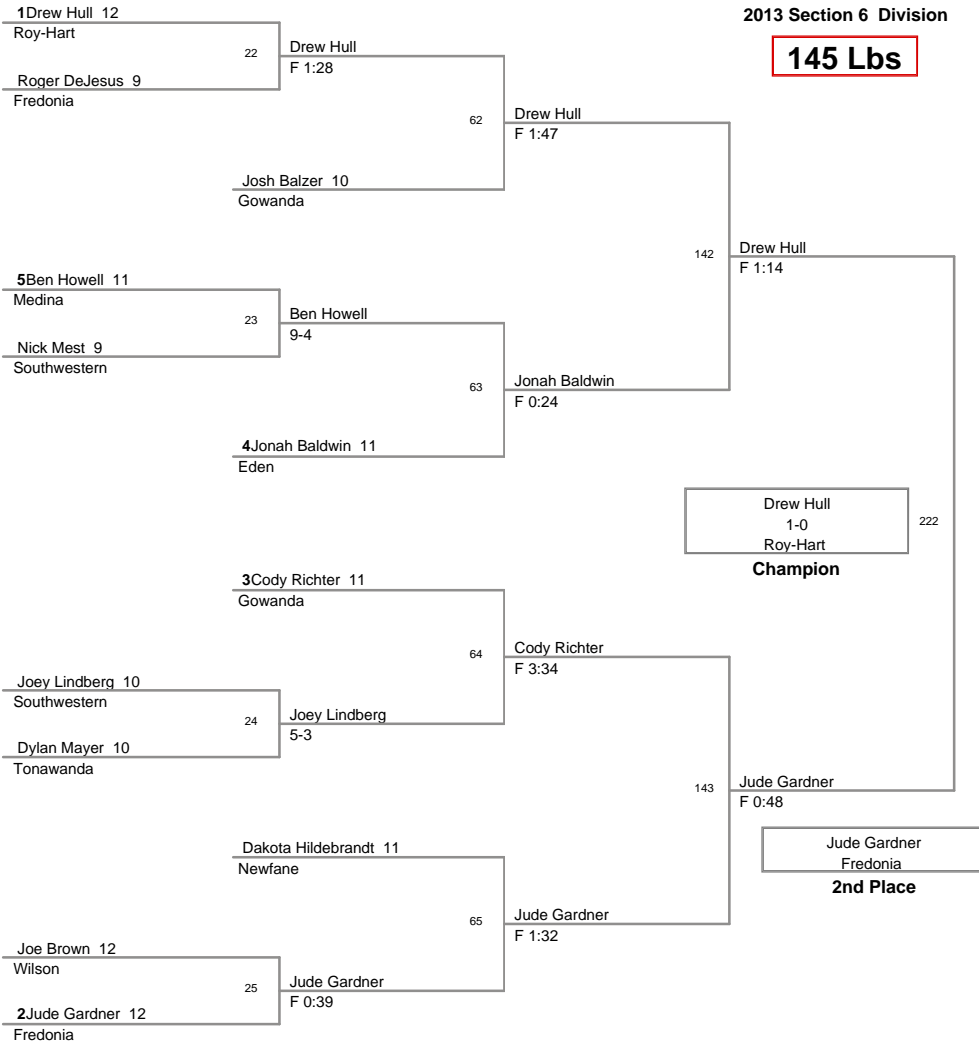 2013 Section 6 Division
145 Lbs
1Drew Hull 12
Roy-Hart
22
Roger DeJesus 9
Fredonia
Drew Hull
F 1:28
62
Josh Balzer 10
Gowanda
Drew Hull
F 1:47
142
5Ben Howell 11
Medina
23
Nick Mest 9
Southwestern
Ben Howell
9-4
63
4Jonah Baldwin 11
Eden
Jonah Baldwin
F 0:24
Drew Hull
F 1:14
Drew Hull
1-0
Roy-Hart
Champion
222
3Cody Richter 11
Gowanda
64
Joey Lindberg 10
Southwestern
24
Dylan Mayer 10
Tonawanda
Joey Lindberg
5-3
Cody Richter
F 3:34
143
Dakota Hildebrandt 11
Newfane
65
Joe Brown 12
Wilson
25
2Jude Gardner 12
Fredonia
Jude Gardner
F 0:39
Jude Gardner
F 1:32
Jude Gardner
F 0:48
Jude Gardner
Fredonia
2nd Place